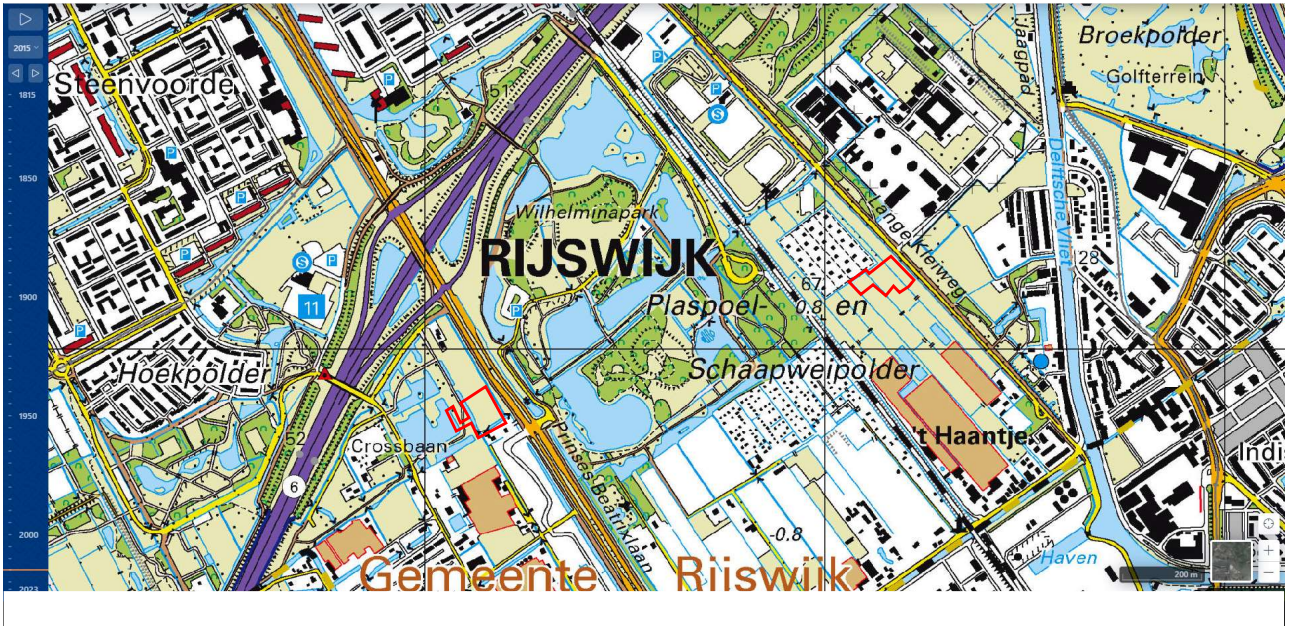 2015
1815
1850
1900
1950
2000
2023
Steenvoorde
P
P
P
P
P
P
P
P
S
S
51
Jaagpad
Broekpolder
Golfterrein
Delftsche Vliet
28
Wilhelminapark
RIJSWIJK
Lange Kleiweg
67
Plaspoel-
0.8
en
Schaapweipolder
11
Hoekpolder
52
Crossbaan
6
Prinses Beatrixlaan
't Haantje
Indi
-0.8
Haven
200 m
Gemeente Rijswijk